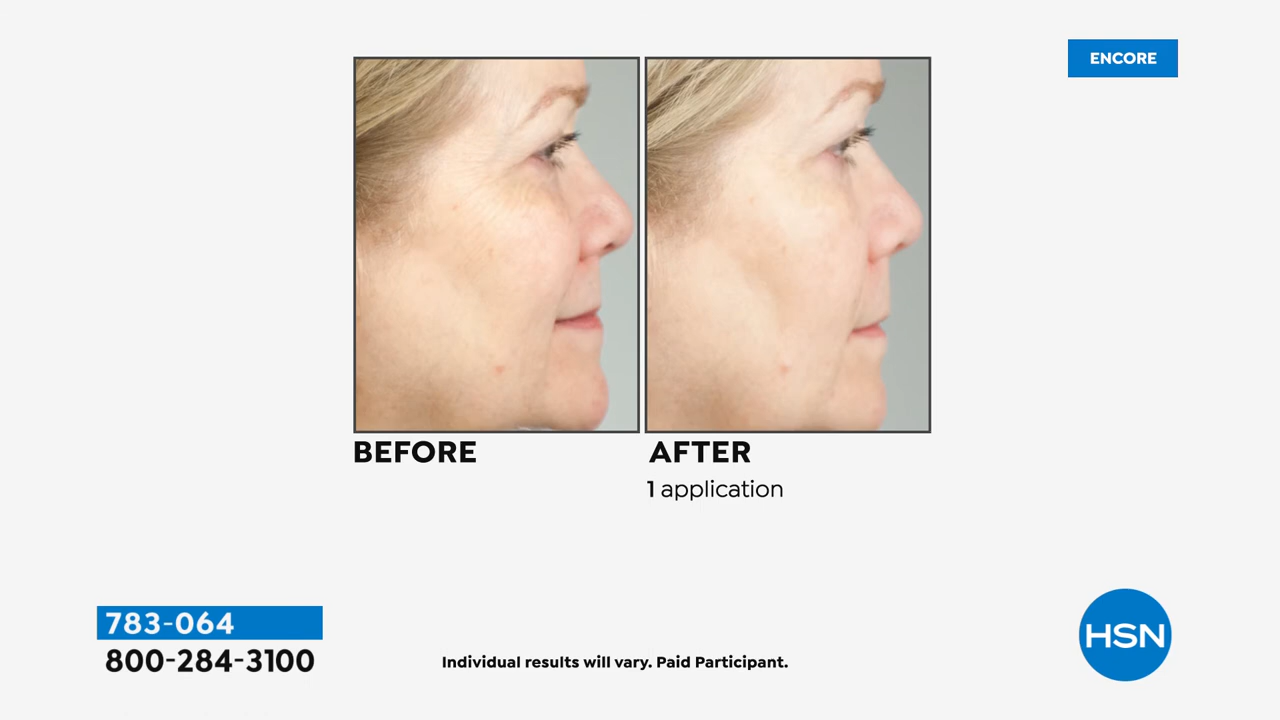 ENCORE
BEFORE
AFTER
1 application
783-064
800-284-3100
Individual results will vary. Paid Participant.
HSN